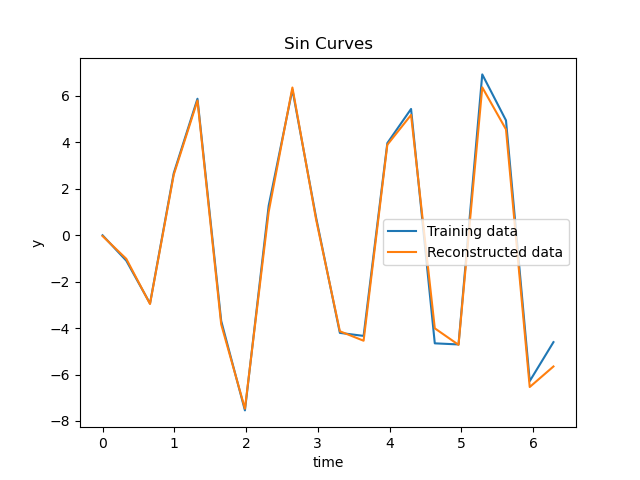 Sin Curves
6
4
2
0
−2
−4
−6
−8
y
Training data
Reconstructed data
0 1 2 3 4 5 6
time